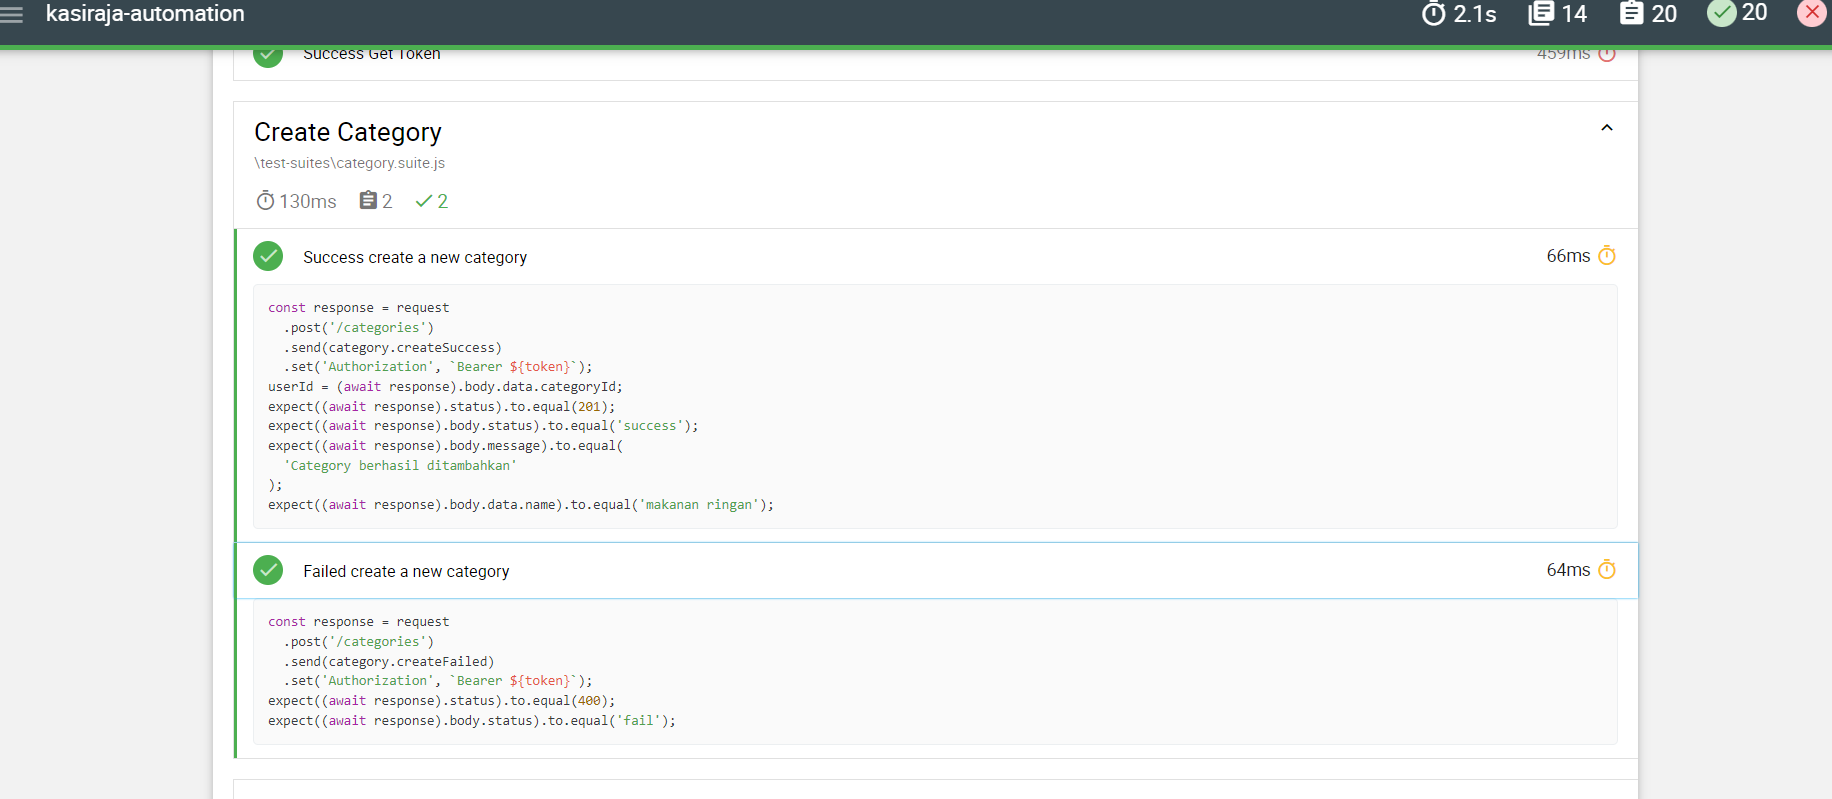 kasiraja-automation
2.1s 14 20 20
Success Get Token 459ms
Create Category
\test-suites\category.suite.js
130ms 2 2
Success create a new category 66ms
const response = request
  .post('/categories')
  .send(category.createSuccess)
  .set('Authorization', `Bearer ${token}`);
userId = (await response).body.data.categoryId;
expect((await response).status).to.equal(201);
expect((await response).body.status).to.equal('success');
expect((await response).body.message).to.equal(
  'Category berhasil ditambahkan'
);
expect((await response).body.data.name).to.equal('makanan ringan');
Failed create a new category 64ms
const response = request
  .post('/categories')
  .send(category.createFailed)
  .set('Authorization', `Bearer ${token}`);
expect((await response).status).to.equal(400);
expect((await response).body.status).to.equal('fail');